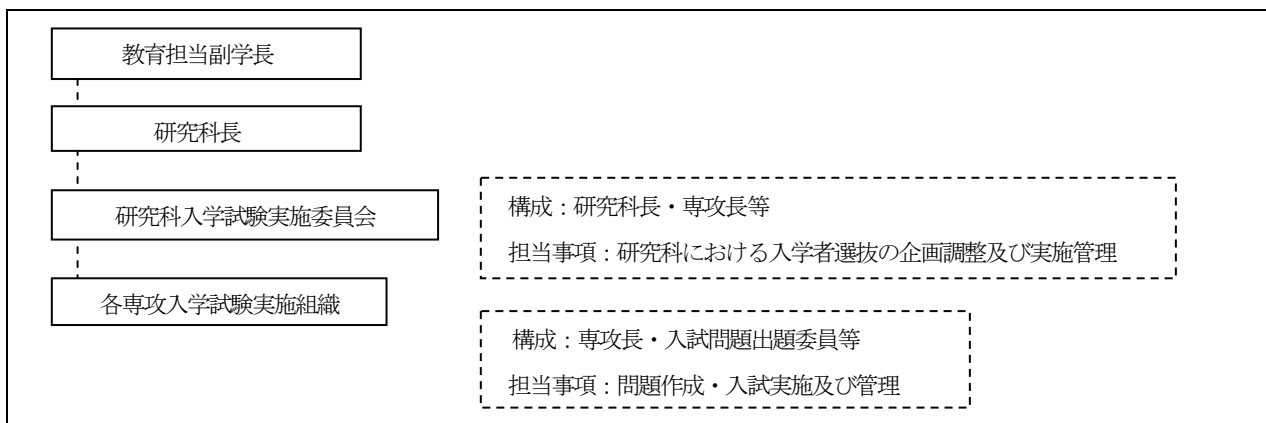 教育担当副学長
研究科長
研究科入学試験実施委員会
構成：研究科長・専攻長等
担当事項：研究科における入学者選抜の企画調整及び実施管理
各専攻入学試験実施組織
構成：専攻長・入試問題出題委員等
担当事項：問題作成・入試実施及び管理